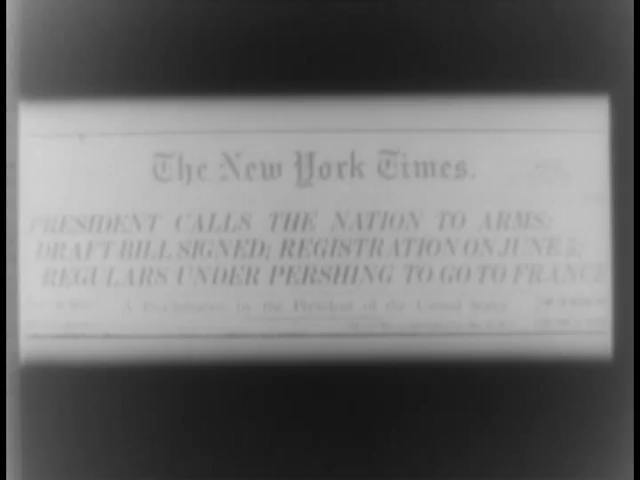 The New York Times.
PRESIDENT CALLS THE NATION TO ARMS;
DRAFT BILL SIGNED; REGISTRATION ON JUNE 5;
REGULARS UNDER PERSHING TO GO TO FRANCE
A Proclamation by the President of the United States